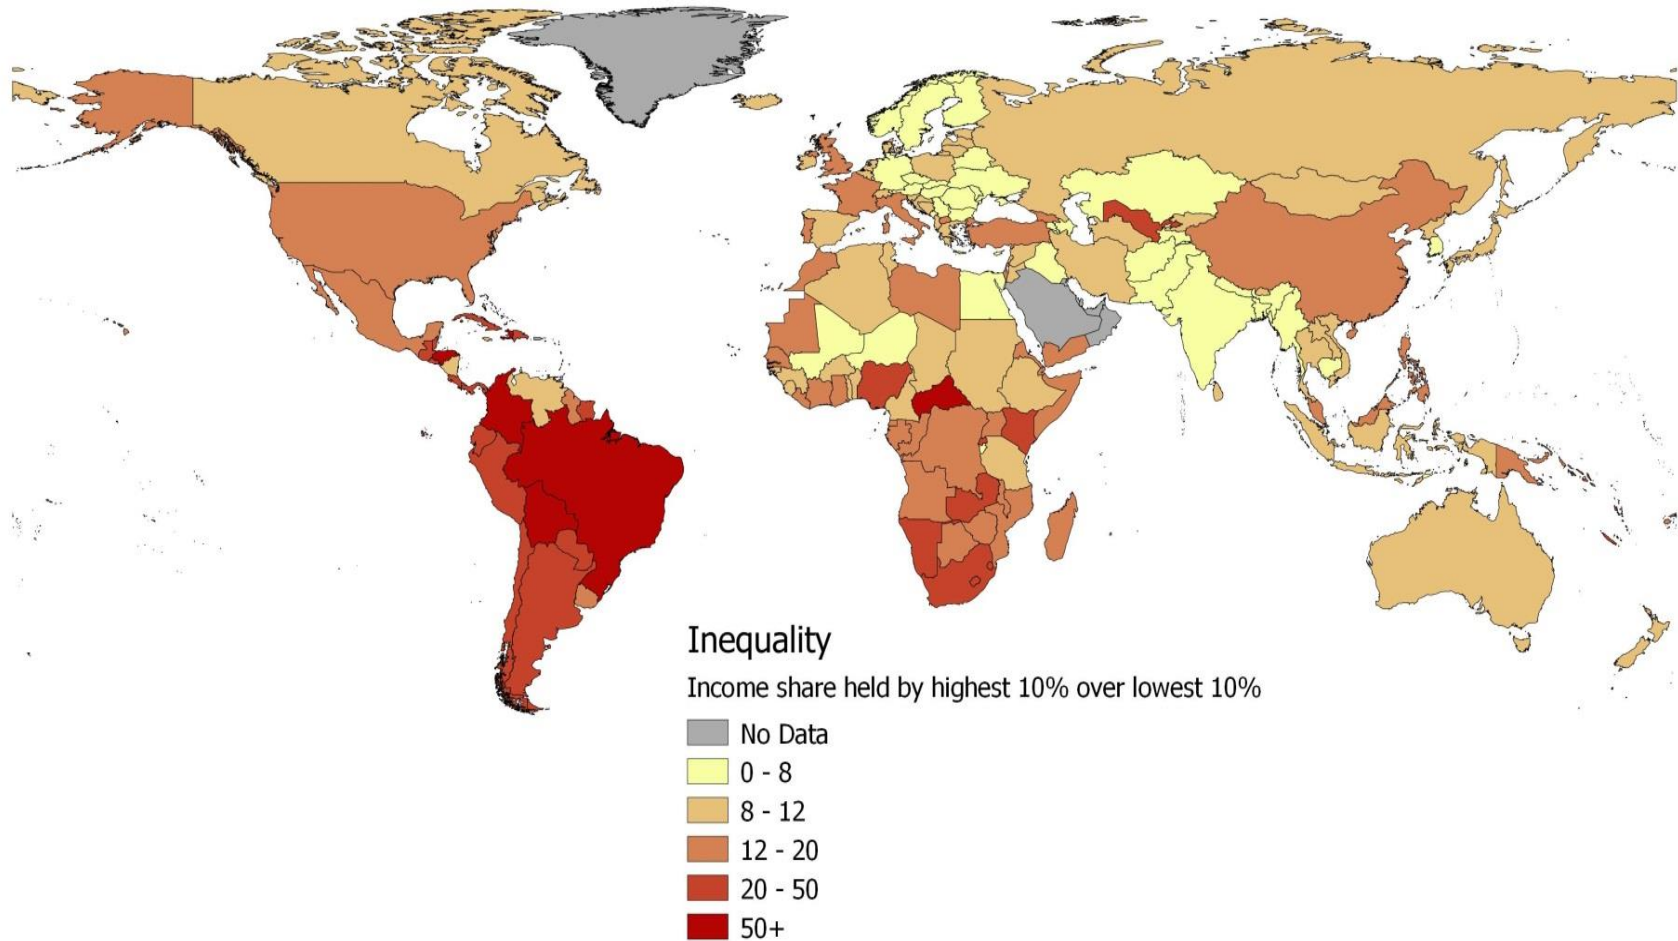 Inequality
Income share held by highest 10% over lowest 10%
No Data
0 - 8
8 - 12
12 - 20
20 - 50
50+